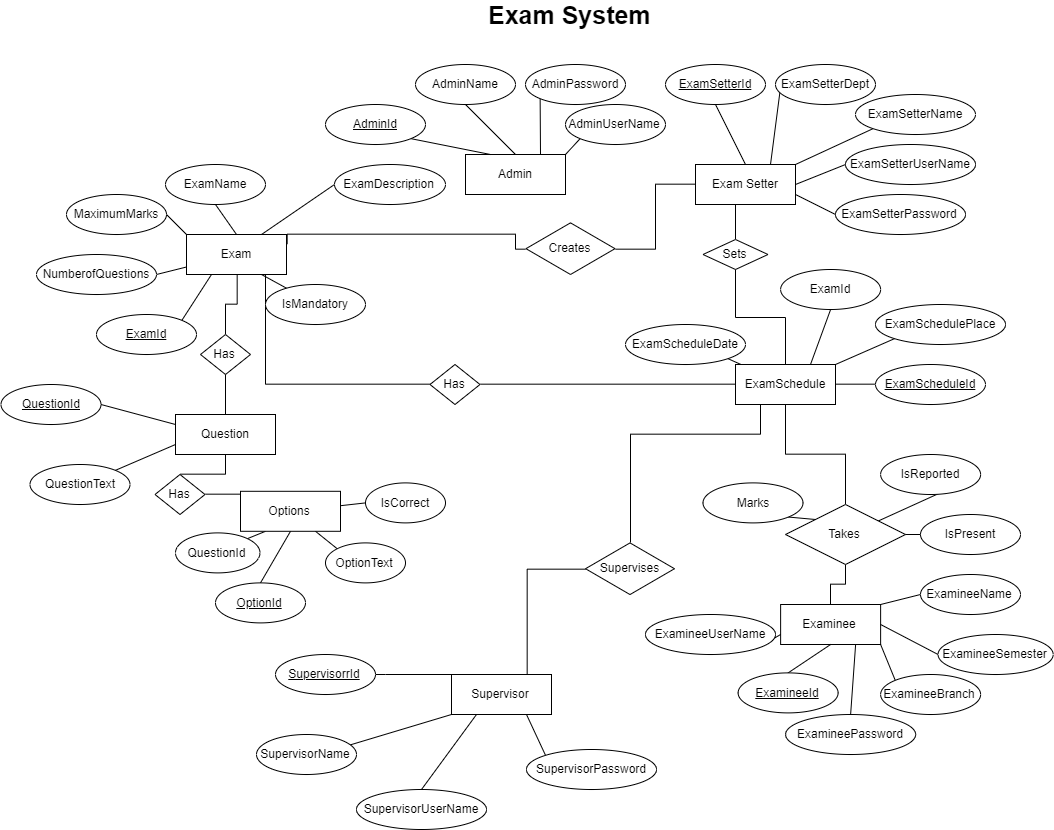 Exam System
AdminName
AdminPassword
AdminId
AdminUserName
Admin
ExamSetterId
ExamSetterDept
ExamSetterName
ExamSetterUserName
ExamSetterPassword
Exam Setter
ExamName
ExamDescription
MaximumMarks
Exam
NumberofQuestions
IsMandatory
ExamId
Creates
Sets
ExamId
ExamSchedulePlace
ExamScheduleDate
ExamSchedule
ExamScheduleId
Has
Has
QuestionId
Question
QuestionText
Has
Options
IsCorrect
QuestionId
OptionText
OptionId
IsReported
Marks
Takes
IsPresent
Supervises
ExamineeName
ExamineeUserName
Examinee
ExamineeSemester
ExamineeId
ExamineeBranch
ExamineePassword
SupervisorrId
Supervisor
SupervisorName
SupervisorPassword
SupervisorUserName